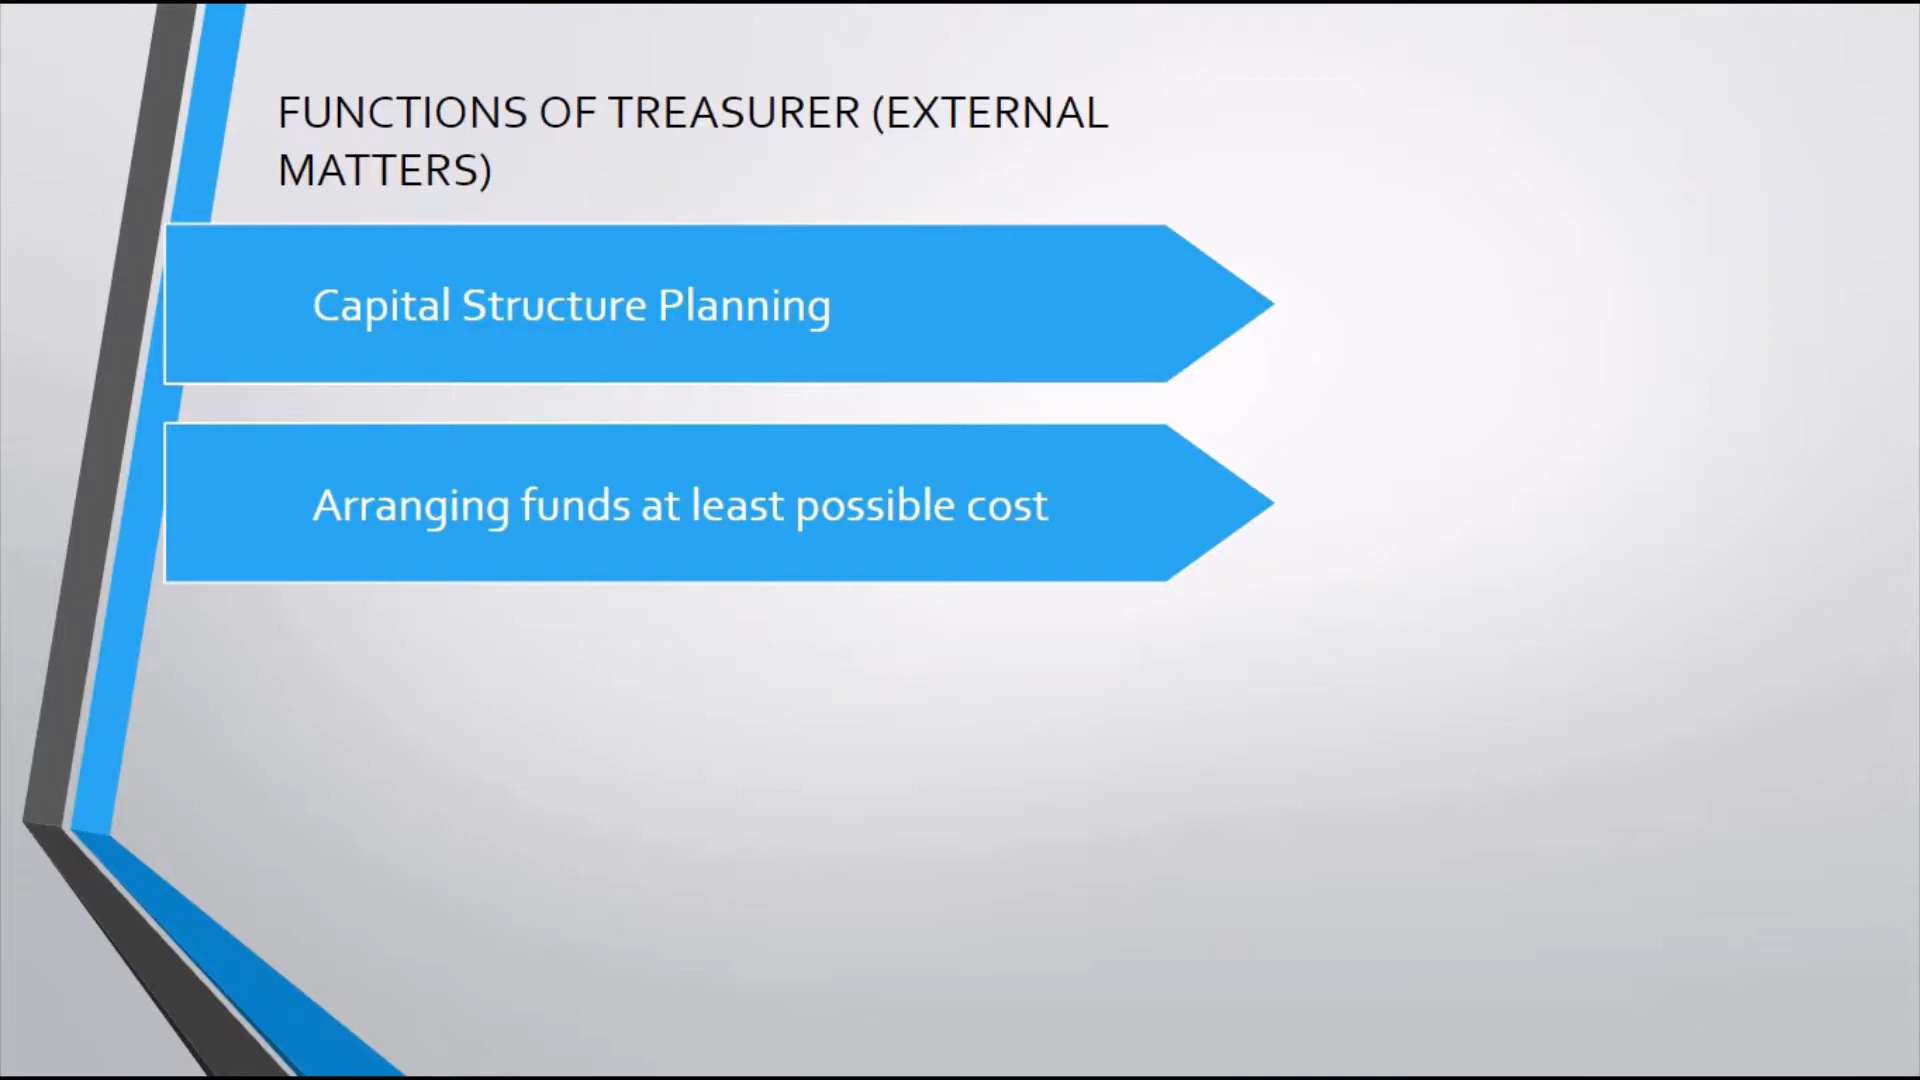 FUNCTIONS OF TREASURER (EXTERNAL
MATTERS)
Capital Structure Planning
Arranging funds at least possible cost